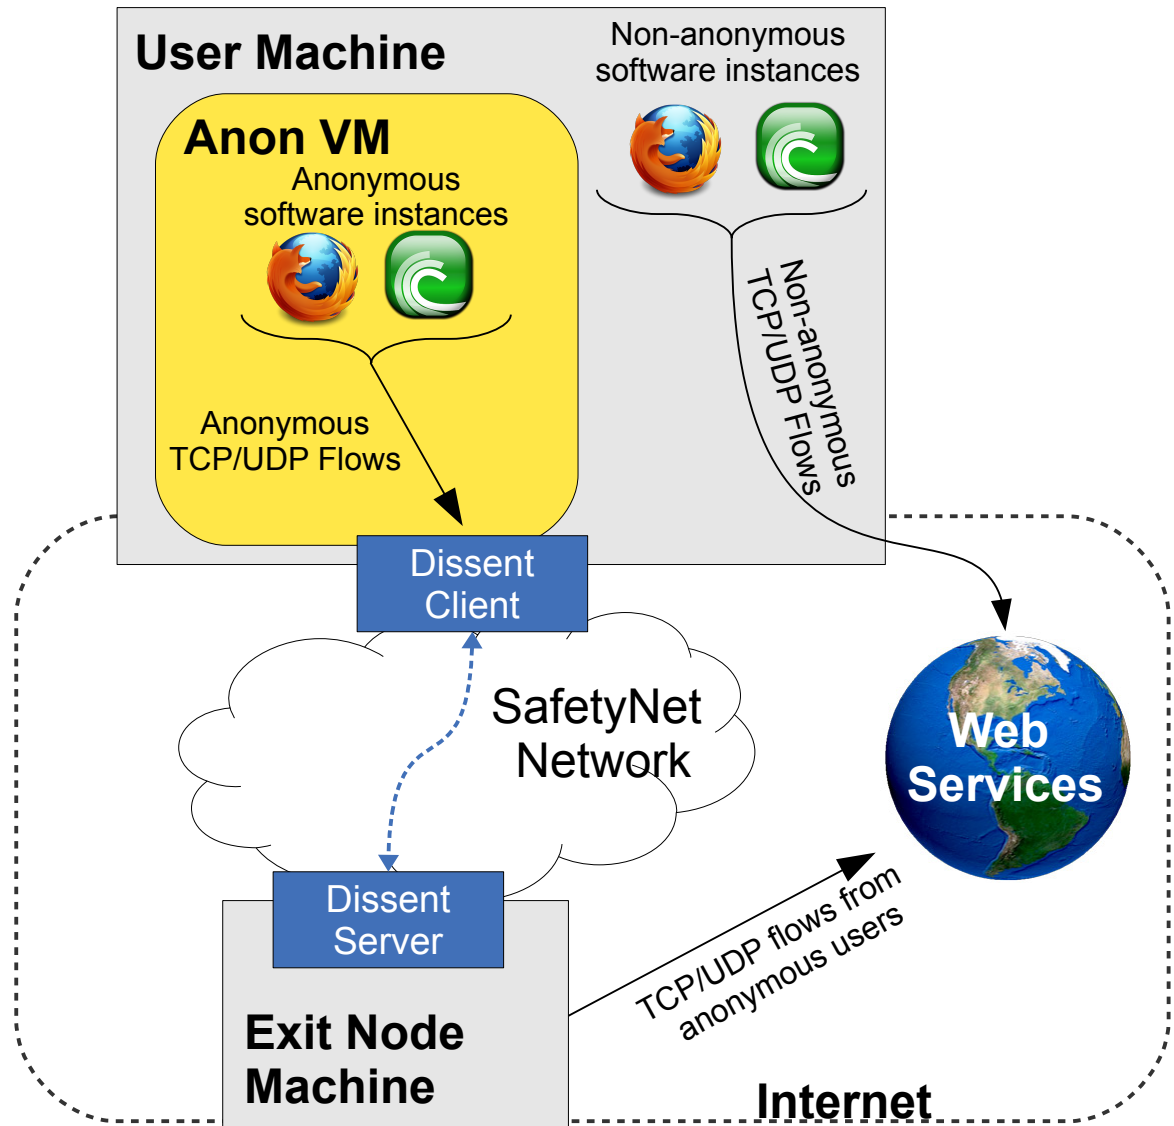 User Machine
Non-anonymous
software instances
Anon VM
Anonymous
software instances
Non-anonymous
TCP/UDP Flows
Anonymous
TCP/UDP Flows
Dissent
Client
SafetyNet
Network
Web
Services
Dissent
Server
TCP/UDP flows from
anonymous users
Exit Node
Machine
Internet